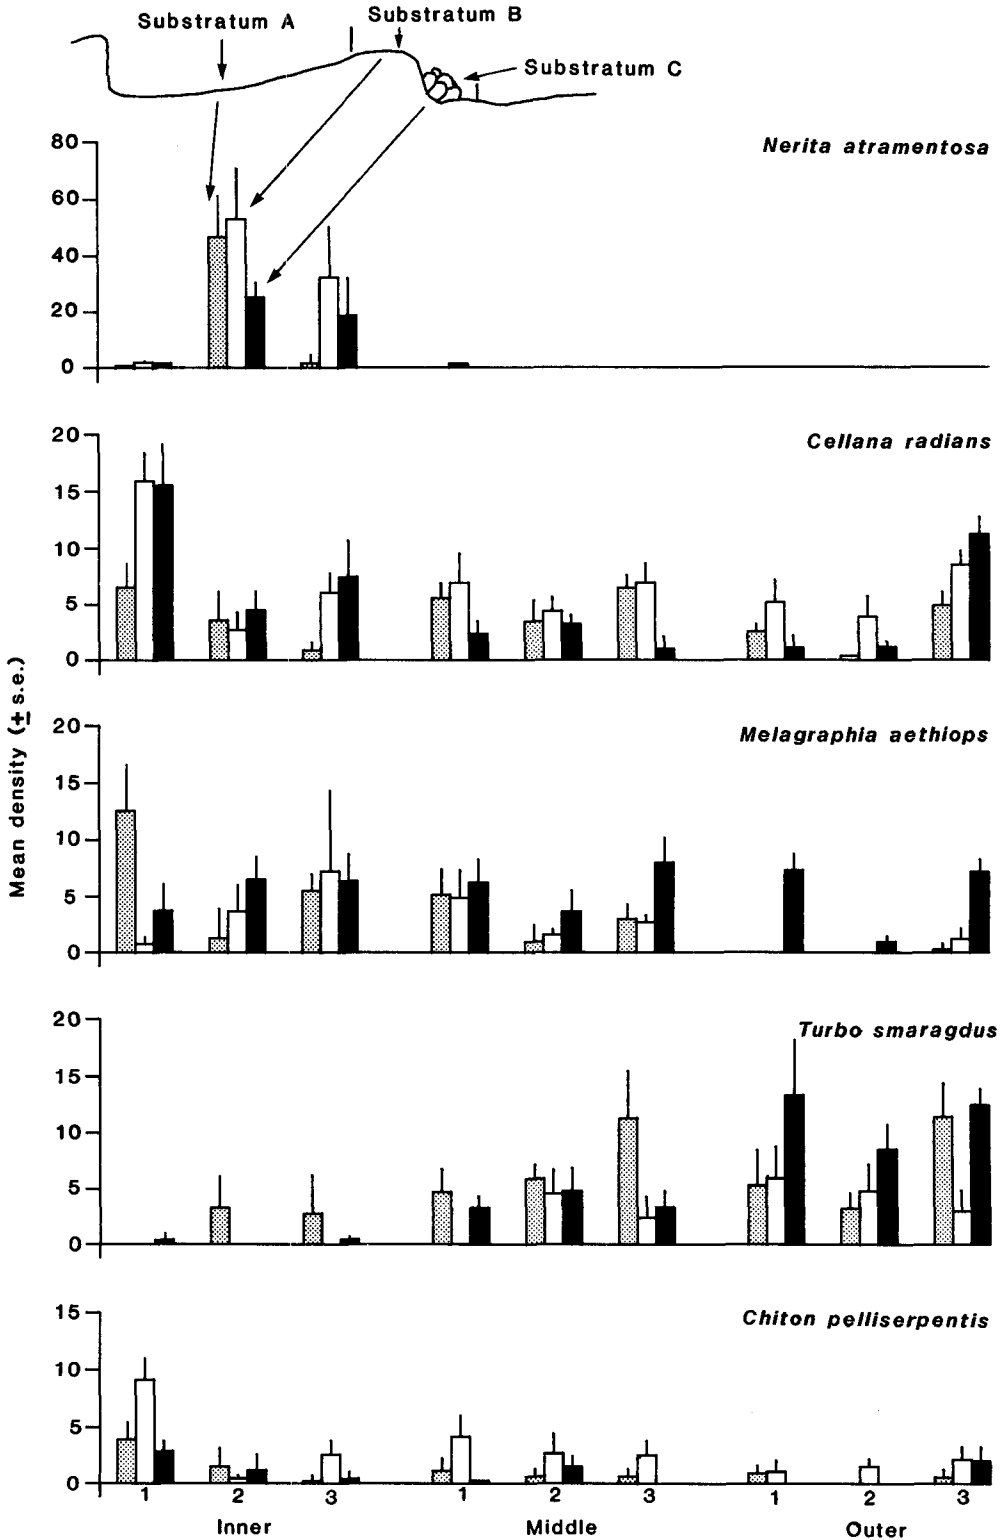 Substratum A
Substratum B
Substratum C
Nerita atramentosa
80
60
40
20
0
Cellana radians
20
15
10
5
0
Mean density (± s.e.)
Melagraphia aethiops
20
15
10
5
0
Turbo smaragdus
20
15
10
5
0
Chiton pelliserpentis
15
10
5
0
1 2 3 1 2 3 1 2 3
Inner Middle Outer